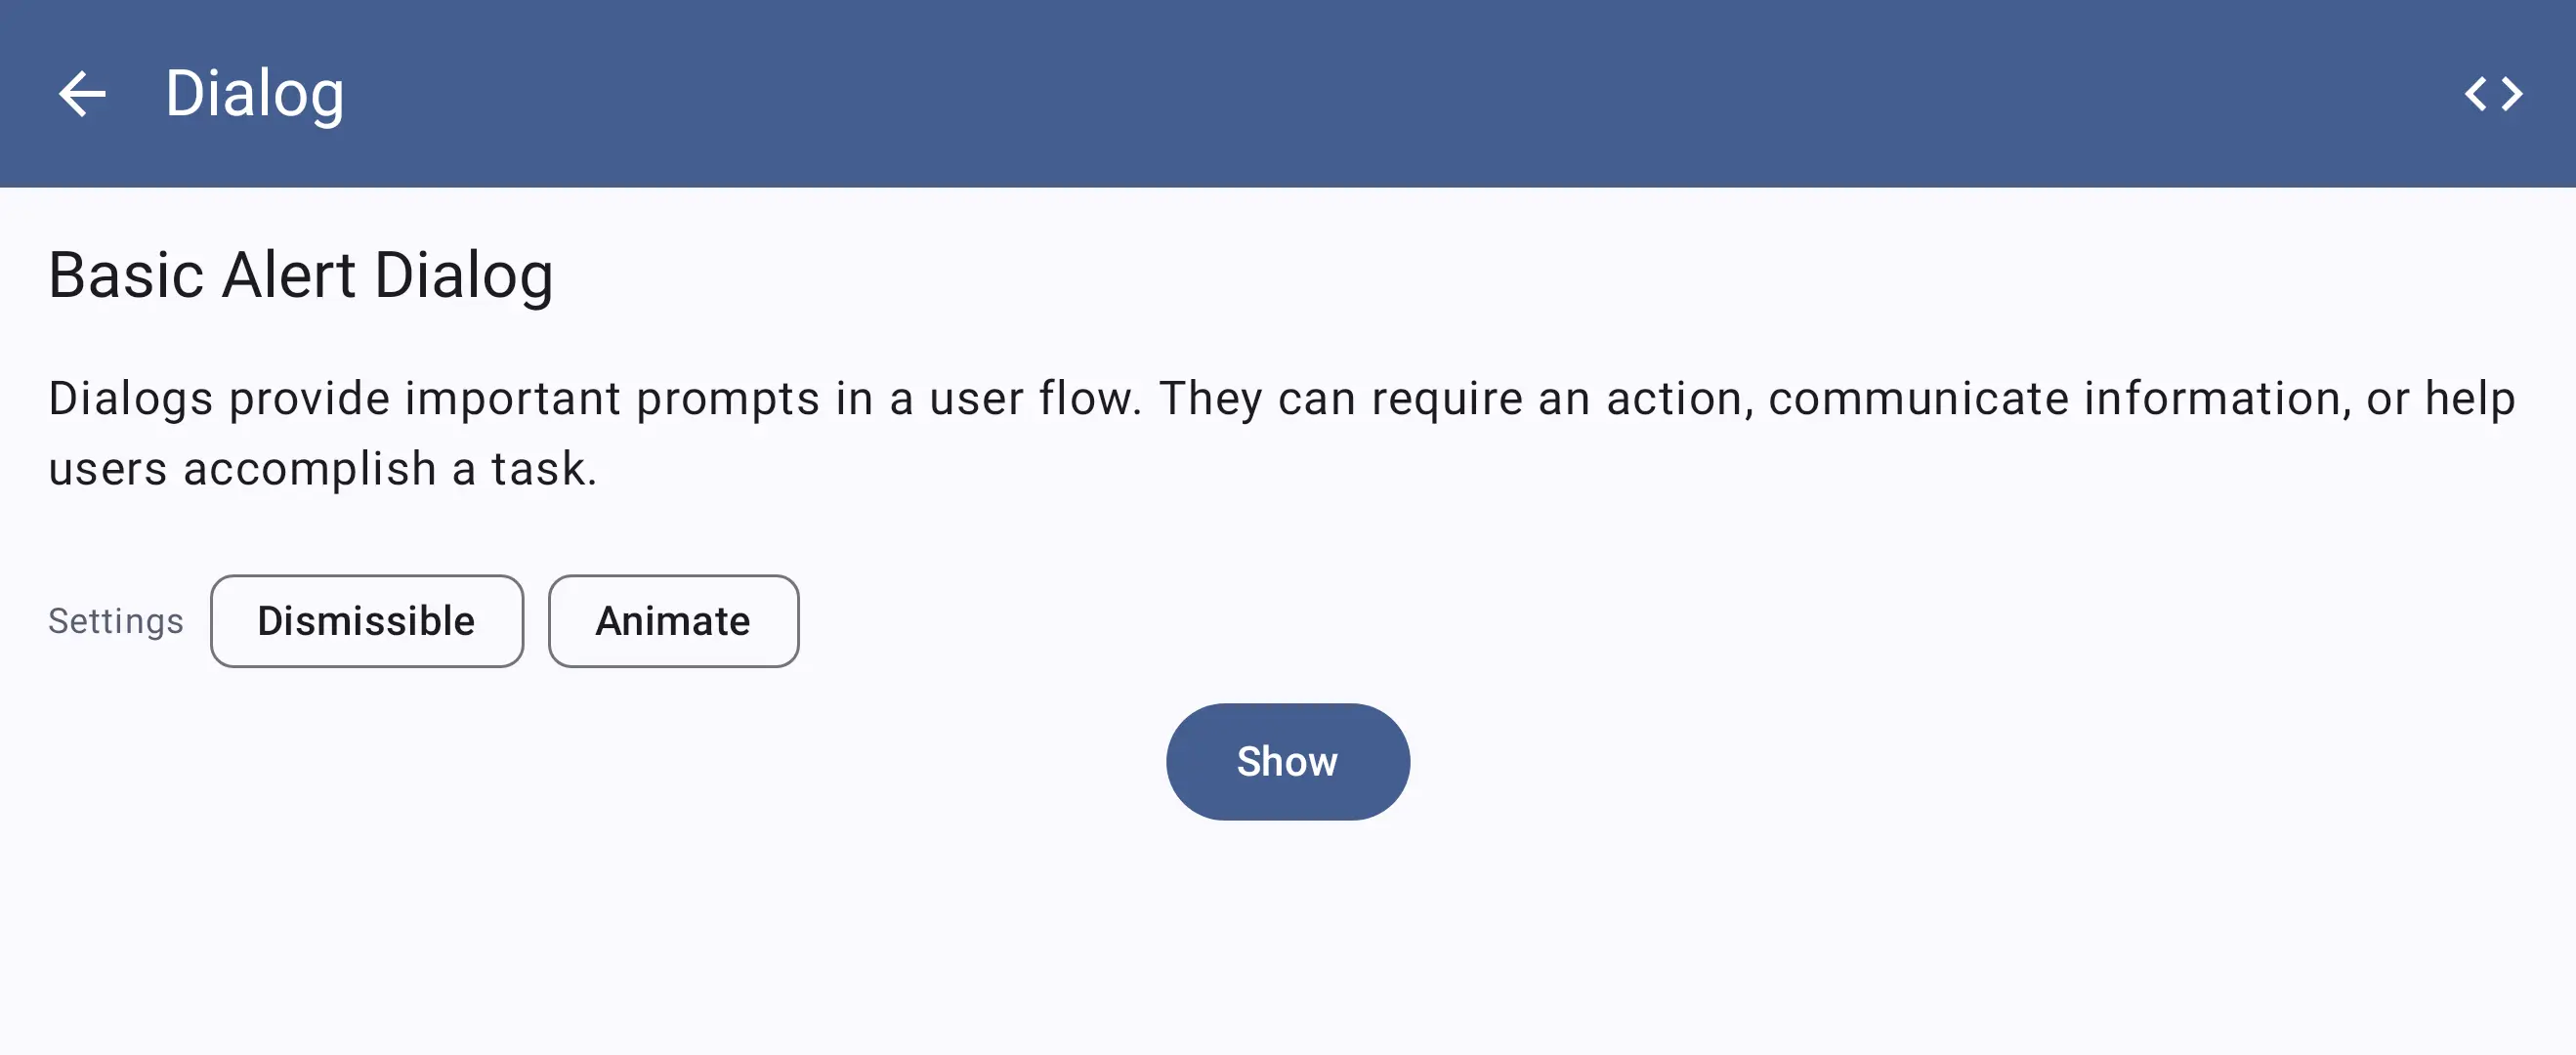 Dialog
Basic Alert Dialog
Dialogs provide important prompts in a user flow. They can require an action, communicate information, or help
users accomplish a task.
Settings Dismissible Animate
Show